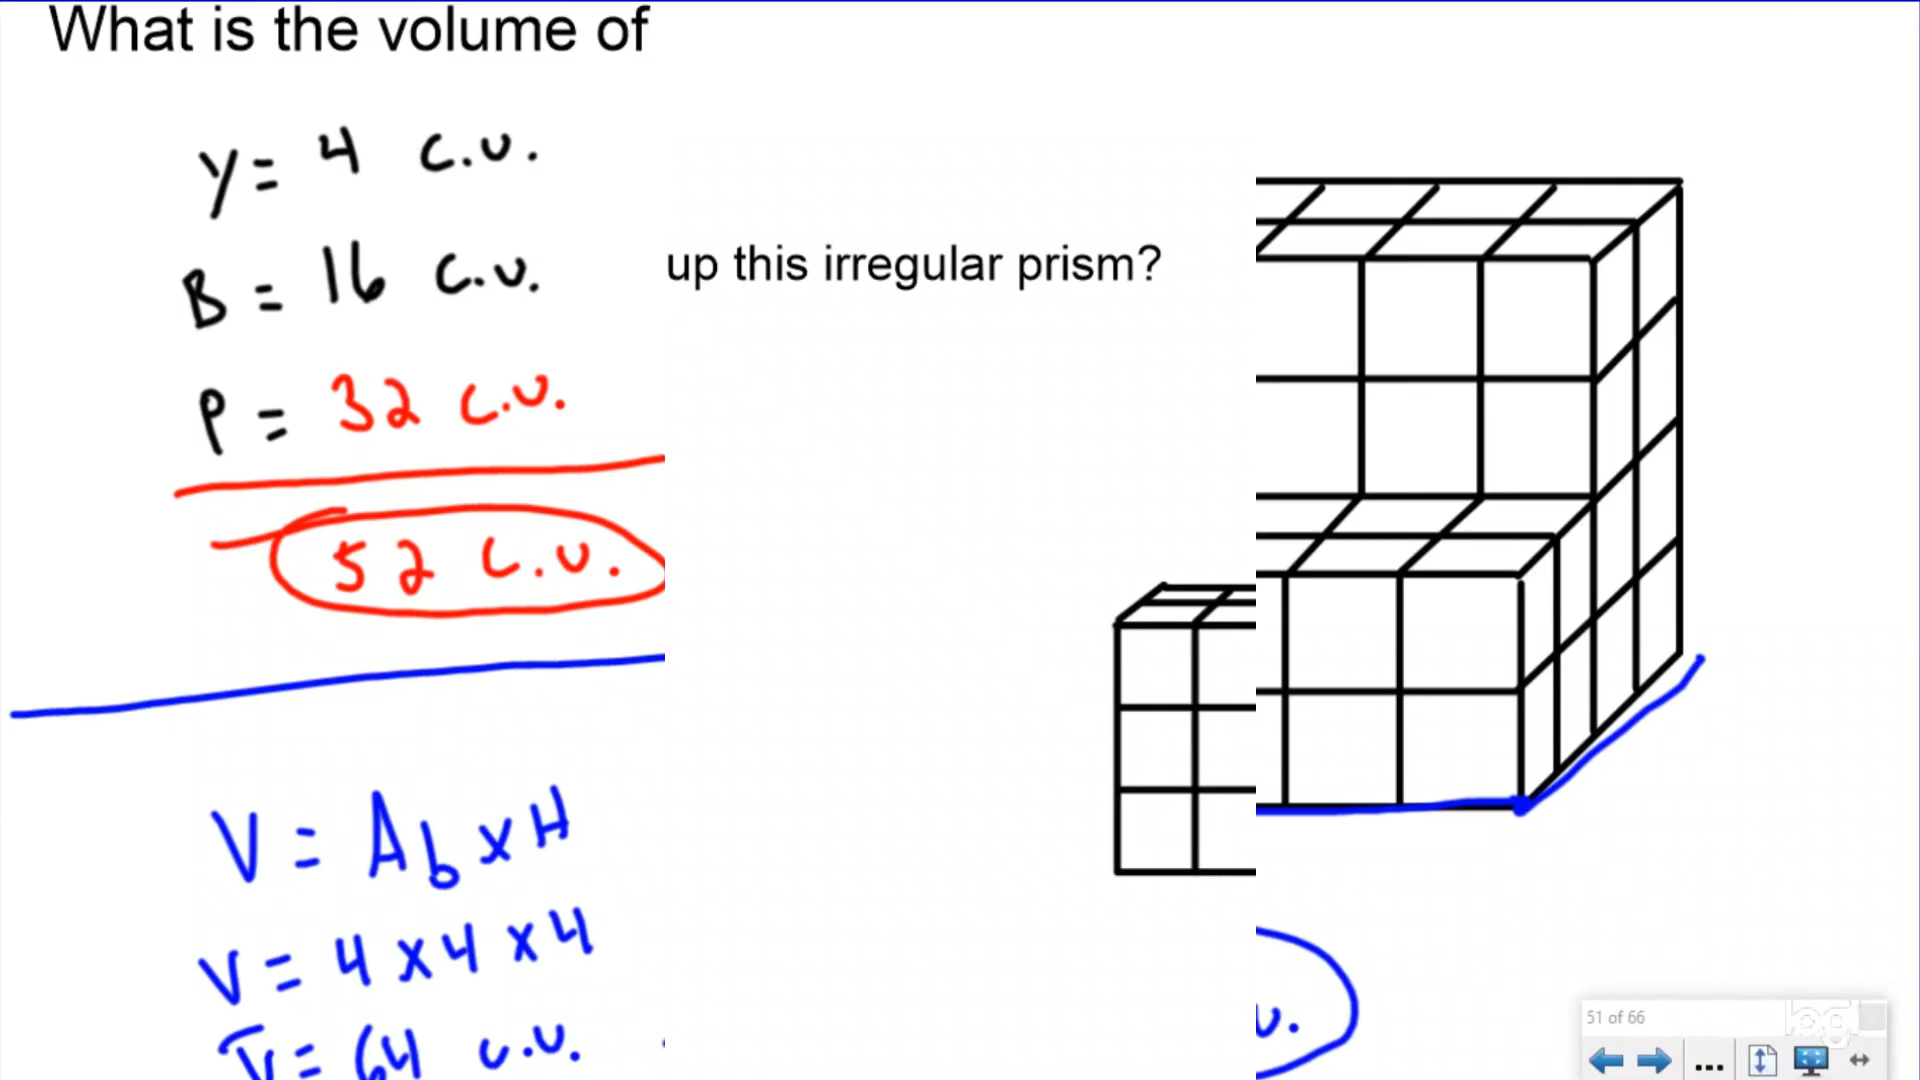 What is the volume of
y = 4 c.u.
up this irregular prism?
B = 16 c.u.
P = 32 c.u.
52 c.u.
V = Ab x H
V = 4 x 4 x 4
V = 64 c.u.
u.
51 of 66